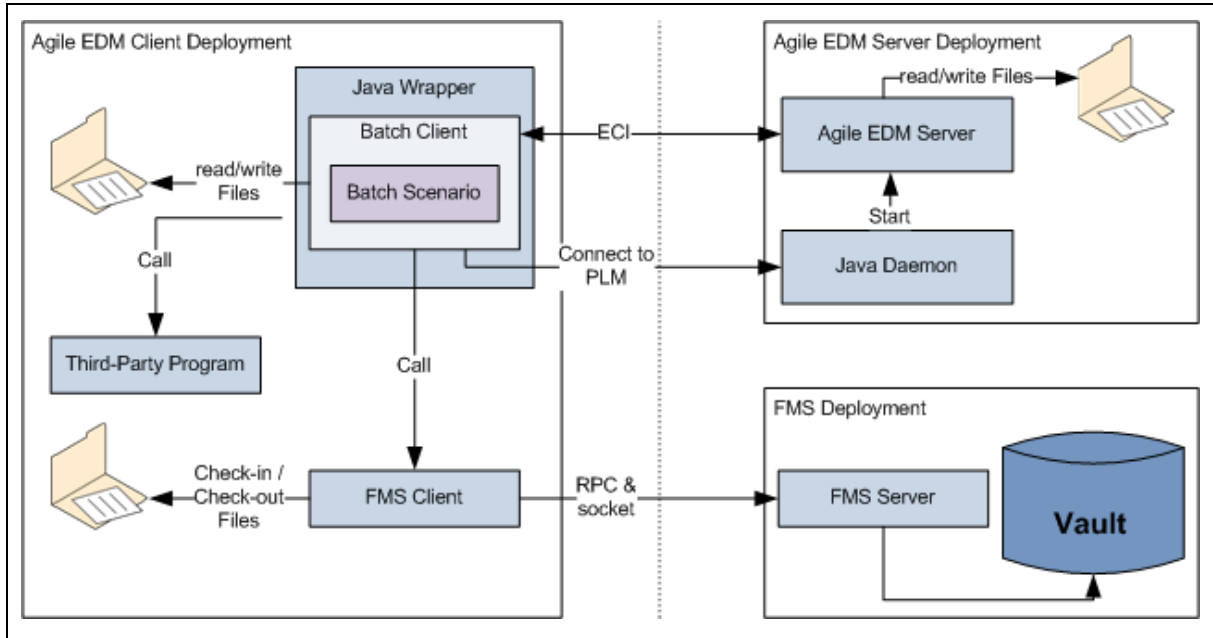 Agile EDM Client Deployment
Java Wrapper
Batch Client
Batch Scenario
read/write
Files
Call
Third-Party Program
Call
Check-in /
Check-out
Files
FMS Client
ECI
Connect to
PLM
RPC &
socket
Agile EDM Server Deployment
read/write Files
Agile EDM Server
Start
Java Daemon
FMS Deployment
FMS Server
Vault